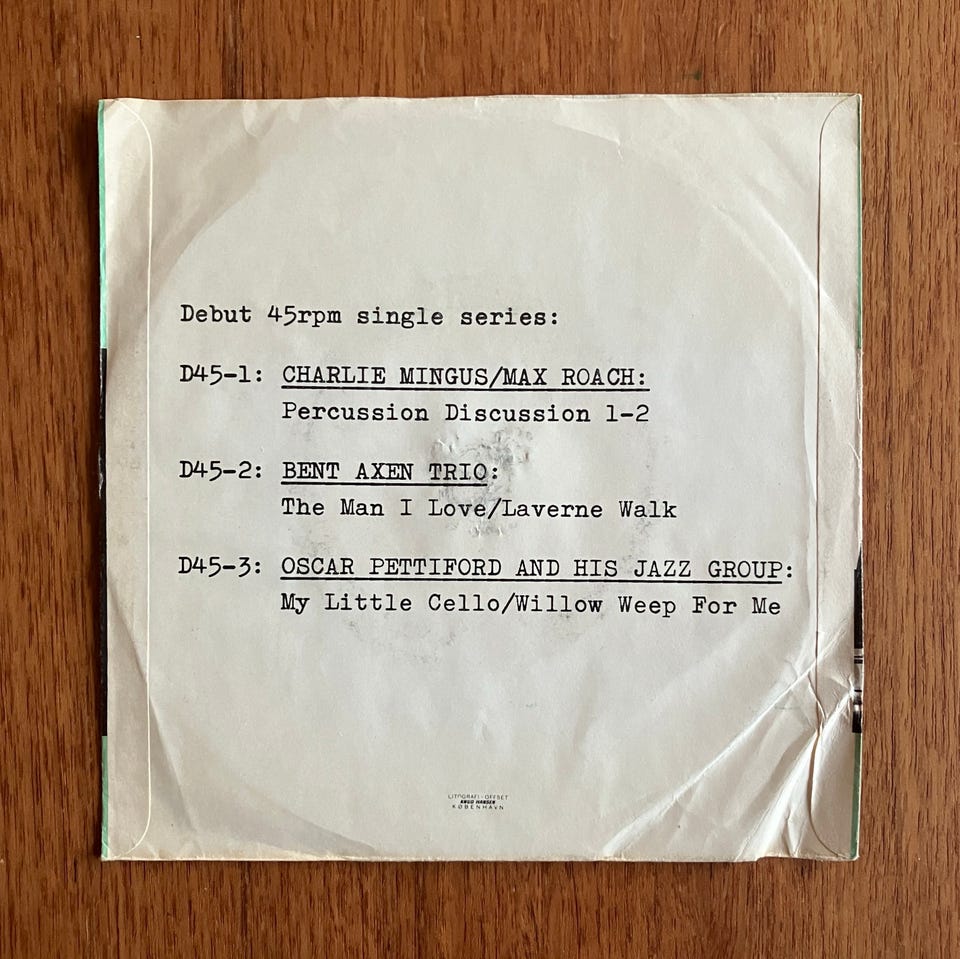 Debut 45rpm single series:
D45-1: CHARLIE MINGUS/MAX ROACH:
Percussion Discussion 1-2
D45-2: BENT AXEN TRIO:
The Man I Love/Laverne Walk
D45-3: OSCAR PETTIFORD AND HIS JAZZ GROUP:
My Little Cello/Willow Weep For Me
LITOGRAFI - OFFSET
KNUD HANSEN
KØBENHAVN